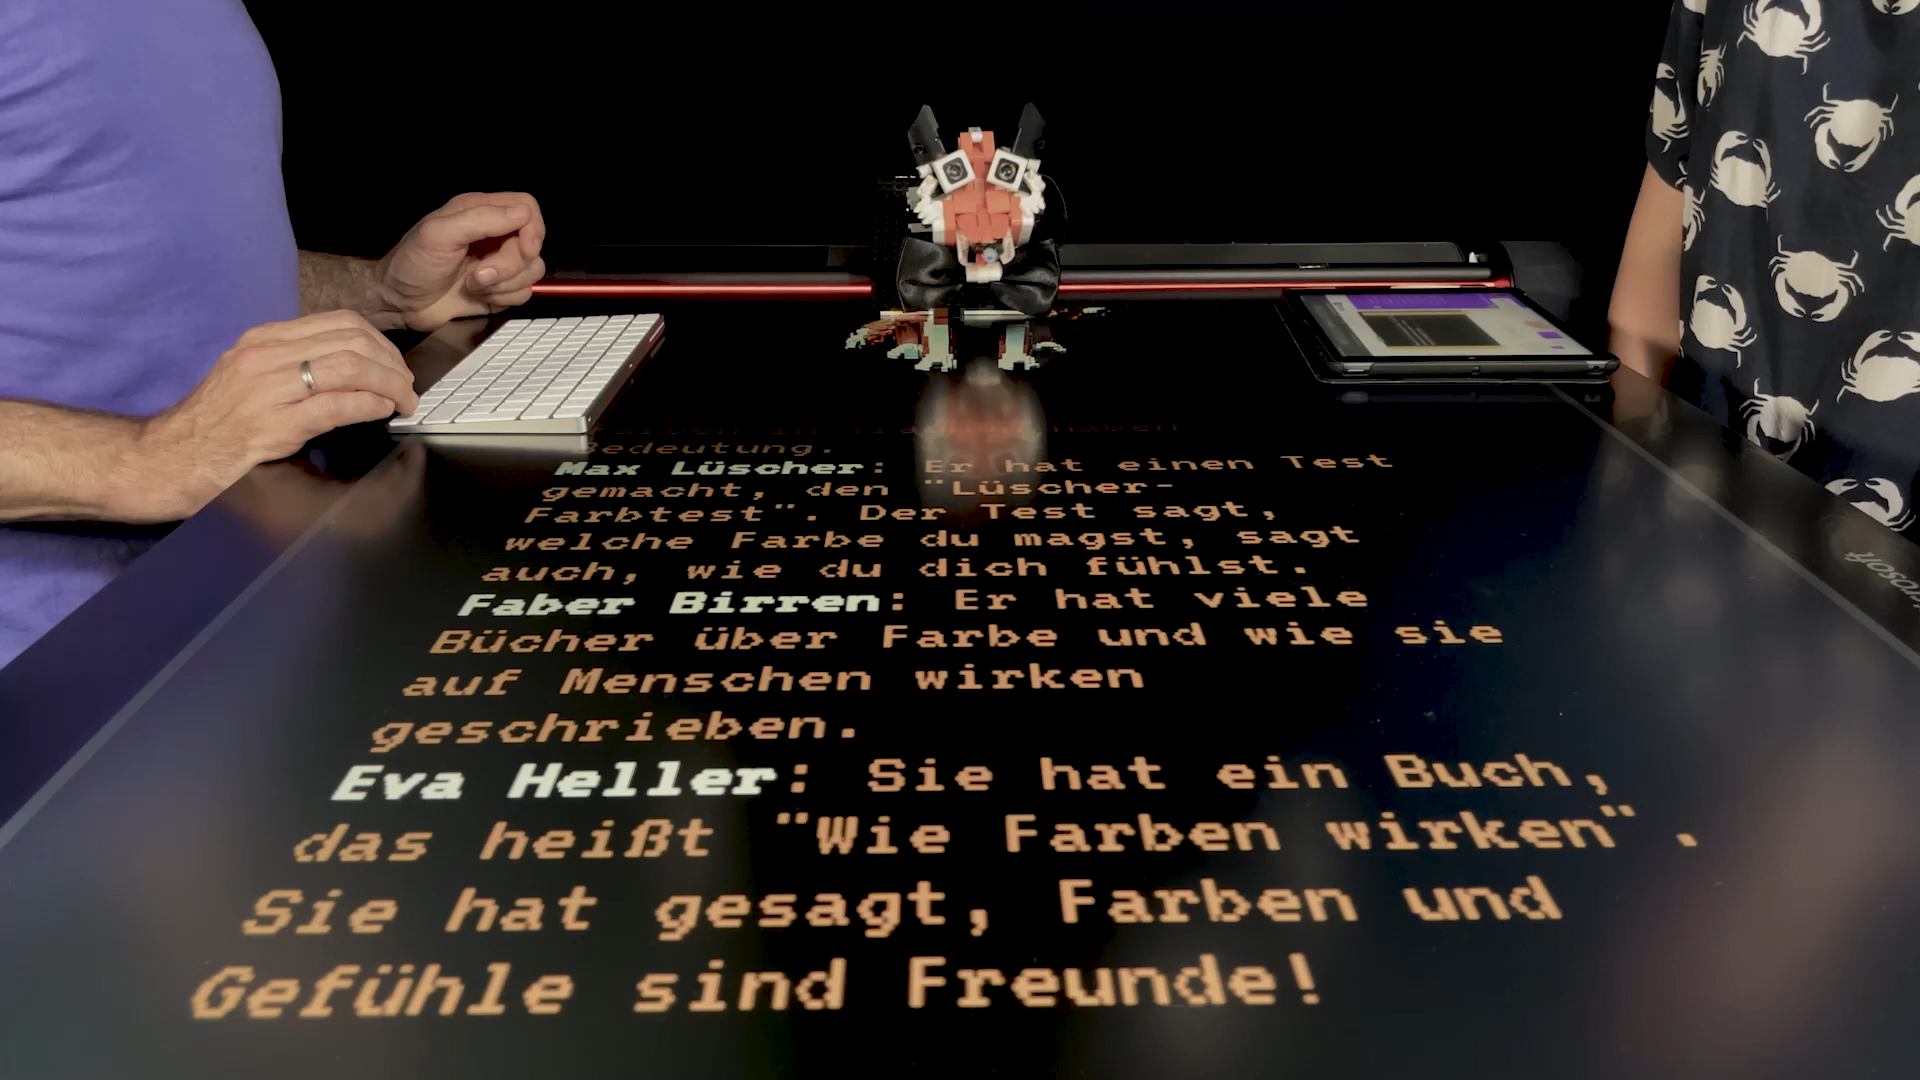 Bedeutung.
Max Lüscher: Er hat einen Test
gemacht, den "Lüscher-
Farbtest". Der Test sagt,
welche Farbe du magst, sagt
auch, wie du dich fühlst.
Faber Birren: Er hat viele
Bücher über Farbe und wie sie
auf Menschen wirken
geschrieben.
Eva Heller: Sie hat ein Buch,
das heißt "Wie Farben wirken".
Sie hat gesagt, Farben und
Gefühle sind Freunde!